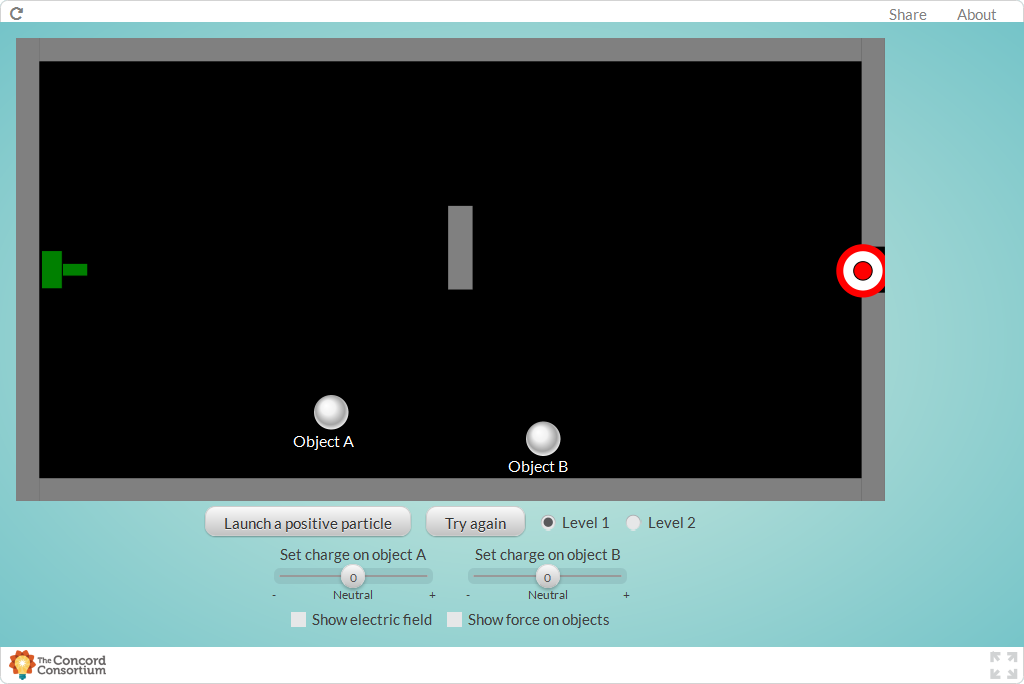 Share About
Object A
Object B
Launch a positive particle Try again Level 1 Level 2
Set charge on object A Set charge on object B
0 0
- Neutral + - Neutral +
Show electric field Show force on objects
The Concord
Consortium